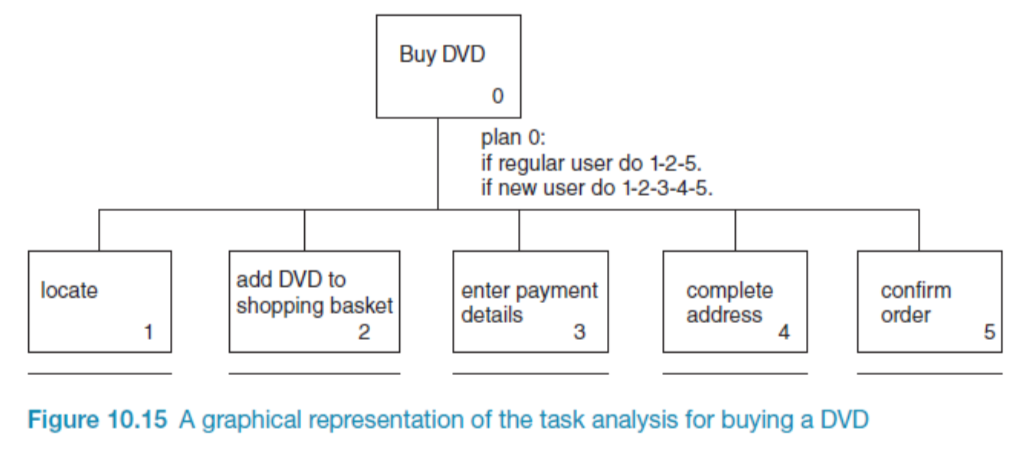 Buy DVD
0
plan 0:
if regular user do 1-2-5.
if new user do 1-2-3-4-5.
locate
1
add DVD to
shopping basket
2
enter payment
details
3
complete
address
4
confirm
order
5
Figure 10.15 A graphical representation of the task analysis for buying a DVD